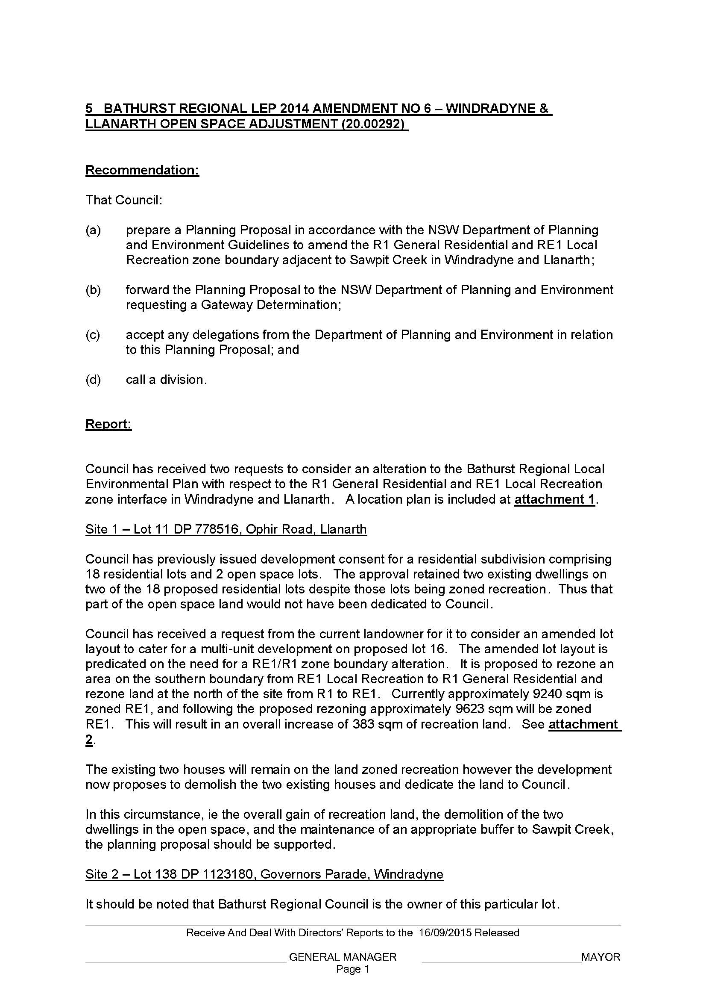 5 BATHURST REGIONAL LEP 2014 AMENDMENT NO 6 – WINDRADYNE &
LLANARTH OPEN SPACE ADJUSTMENT (20.00292)
Recommendation:
That Council:
(a) prepare a Planning Proposal in accordance with the NSW Department of Planning
and Environment Guidelines to amend the R1 General Residential and RE1 Local
Recreation zone boundary adjacent to Sawpit Creek in Windradyne and Llanarth;
(b) forward the Planning Proposal to the NSW Department of Planning and Environment
requesting a Gateway Determination;
(c) accept any delegations from the Department of Planning and Environment in relation
to this Planning Proposal; and
(d) call a division.
Report:
Council has received two requests to consider an alteration to the Bathurst Regional Local
Environmental Plan with respect to the R1 General Residential and RE1 Local Recreation
zone interface in Windradyne and Llanarth. A location plan is included at attachment 1.
Site 1 – Lot 11 DP 778516, Ophir Road, Llanarth
Council has previously issued development consent for a residential subdivision comprising
18 residential lots and 2 open space lots. The approval retained two existing dwellings on
two of the 18 proposed residential lots despite those lots being zoned recreation. Thus that
part of the open space land would not have been dedicated to Council.
Council has received a request from the current landowner for it to consider an amended lot
layout to cater for a multi-unit development on proposed lot 16. The amended lot layout is
predicated on the need for a RE1/R1 zone boundary alteration. It is proposed to rezone an
area on the southern boundary from RE1 Local Recreation to R1 General Residential and
rezone land at the north of the site from R1 to RE1. Currently approximately 9240 sqm is
zoned RE1, and following the proposed rezoning approximately 9623 sqm will be zoned
RE1. This will result in an overall increase of 383 sqm of recreation land. See attachment
2.
The existing two houses will remain on the land zoned recreation however the development
now proposes to demolish the two existing houses and dedicate the land to Council.
In this circumstance, ie the overall gain of recreation land, the demolition of the two
dwellings in the open space, and the maintenance of an appropriate buffer to Sawpit Creek,
the planning proposal should be supported.
Site 2 – Lot 138 DP 1123180, Governors Parade, Windradyne
It should be noted that Bathurst Regional Council is the owner of this particular lot.
Receive And Deal With Directors' Reports to the 16/09/2015 Released
GENERAL MANAGER MAYOR
Page 1